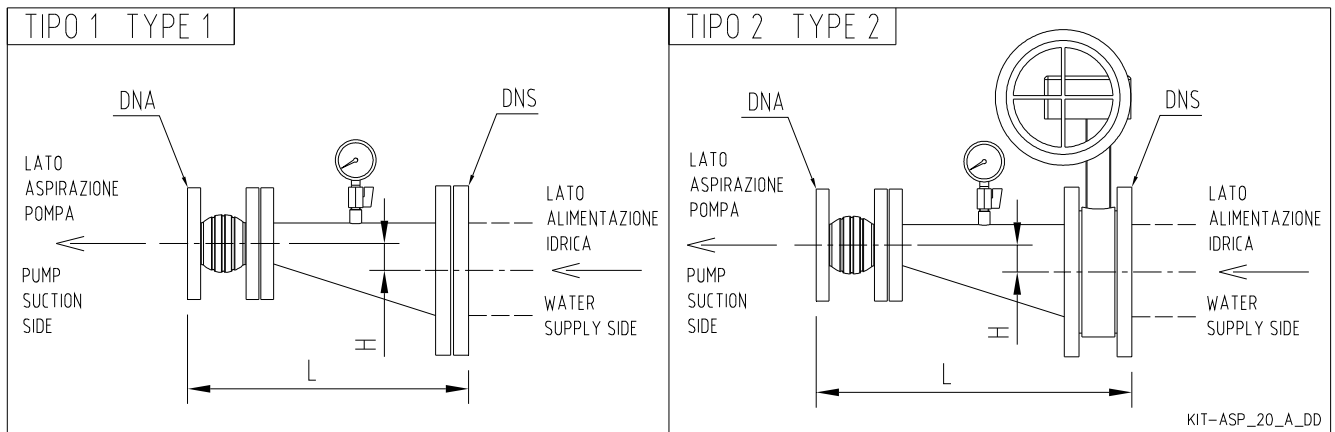 TIPO 1 TYPE 1
DNA
DNS
LATO
ASPIRAZIONE
POMPA
LATO
ALIMENTAZIONE
IDRICA
PUMP
SUCTION
SIDE
WATER
SUPPLY SIDE
H
L
TIPO 2 TYPE 2
DNA
DNS
LATO
ASPIRAZIONE
POMPA
LATO
ALIMENTAZIONE
IDRICA
PUMP
SUCTION
SIDE
WATER
SUPPLY SIDE
H
L
KIT-ASP_20_A_DD